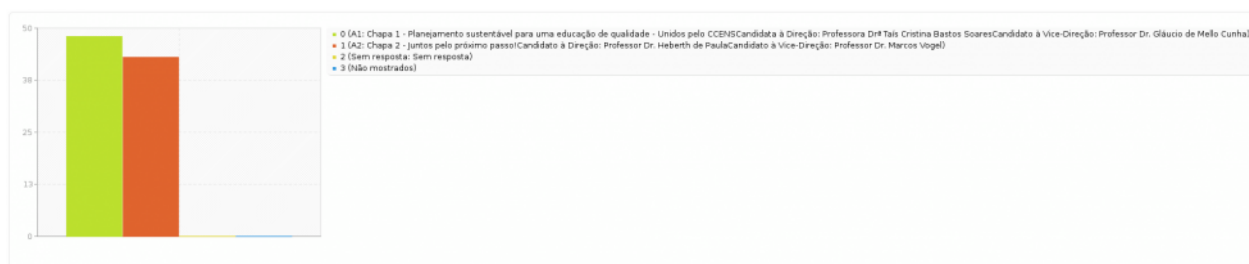 50
38
25
13
0
0 (A1: Chapa 1 - Planejamento sustentável para uma educação de qualidade - Unidos pelo CCENSCandidata à Direção: Professora Drª Taís Cristina Bastos SoaresCandidato à Vice-Direção: Professor Dr. Gláucio de Mello Cunha)
1 (A2: Chapa 2 - Juntos pelo próximo passo!Candidato à Direção: Professor Dr. Heberth de PaulaCandidato à Vice-Direção: Professor Dr. Marcos Vogel)
2 (Sem resposta: Sem resposta)
3 (Não mostrados)